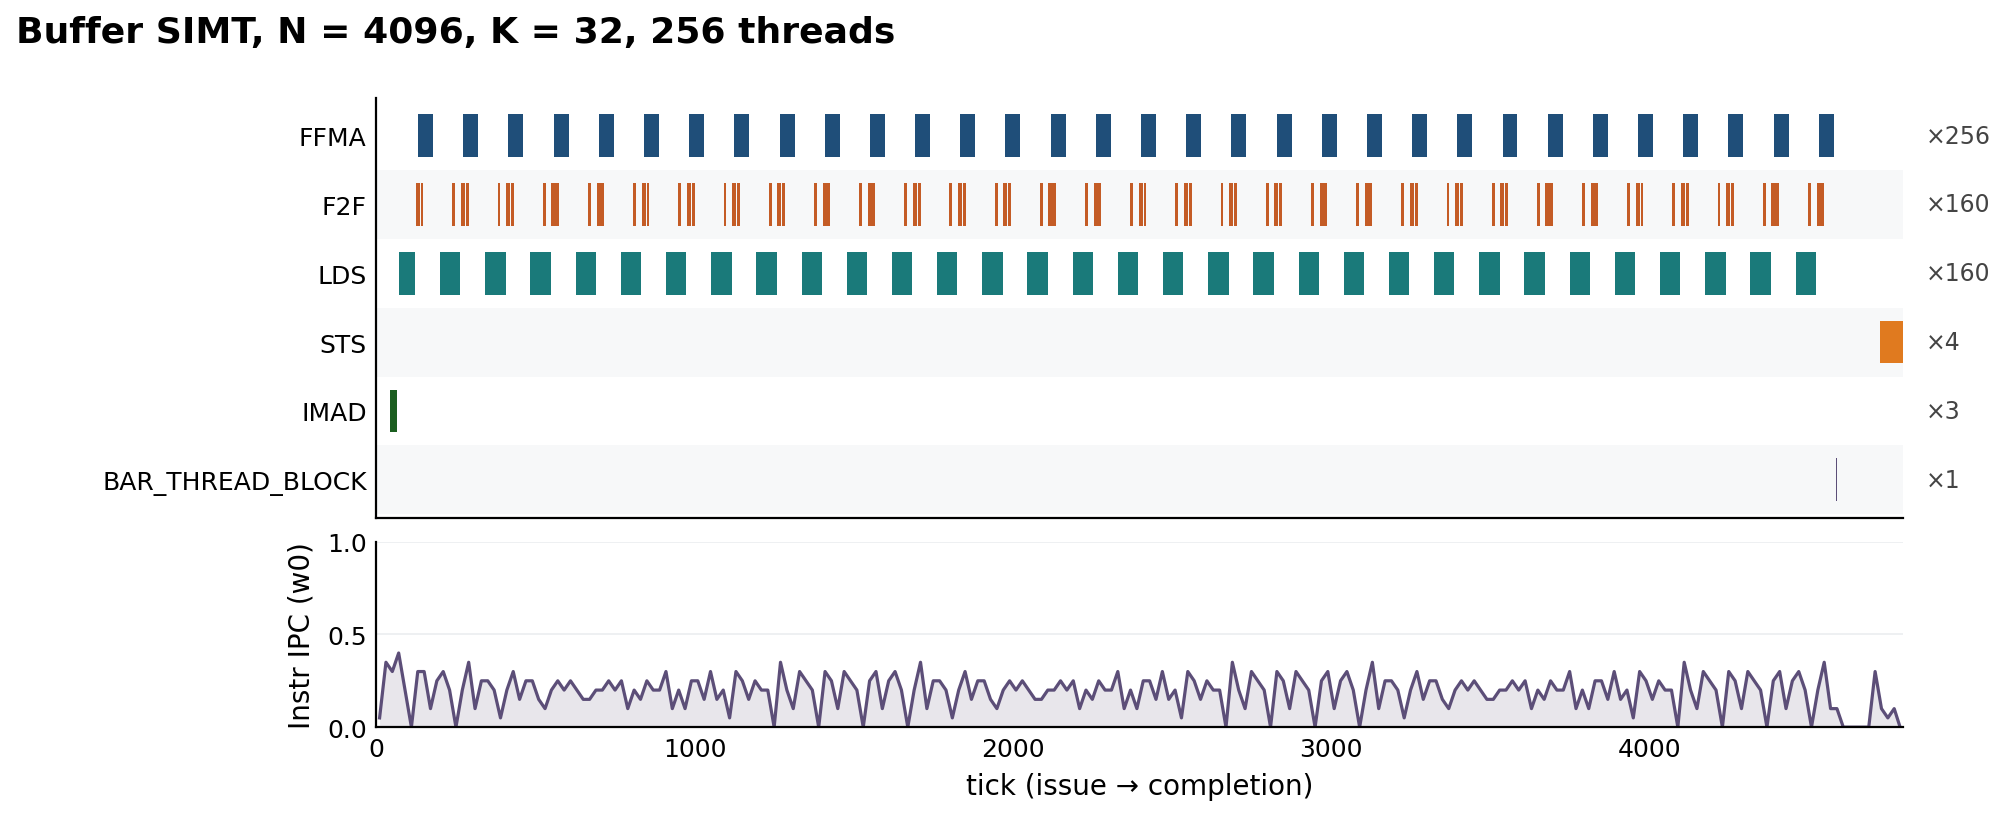 Buffer SIMT, N = 4096, K = 32, 256 threads
FFMA ×256
F2F ×160
LDS ×160
STS ×4
IMAD ×3
BAR_THREAD_BLOCK ×1
Instr IPC (w0)
1.0
0.5
0.0
0 1000 2000 3000 4000
tick (issue → completion)